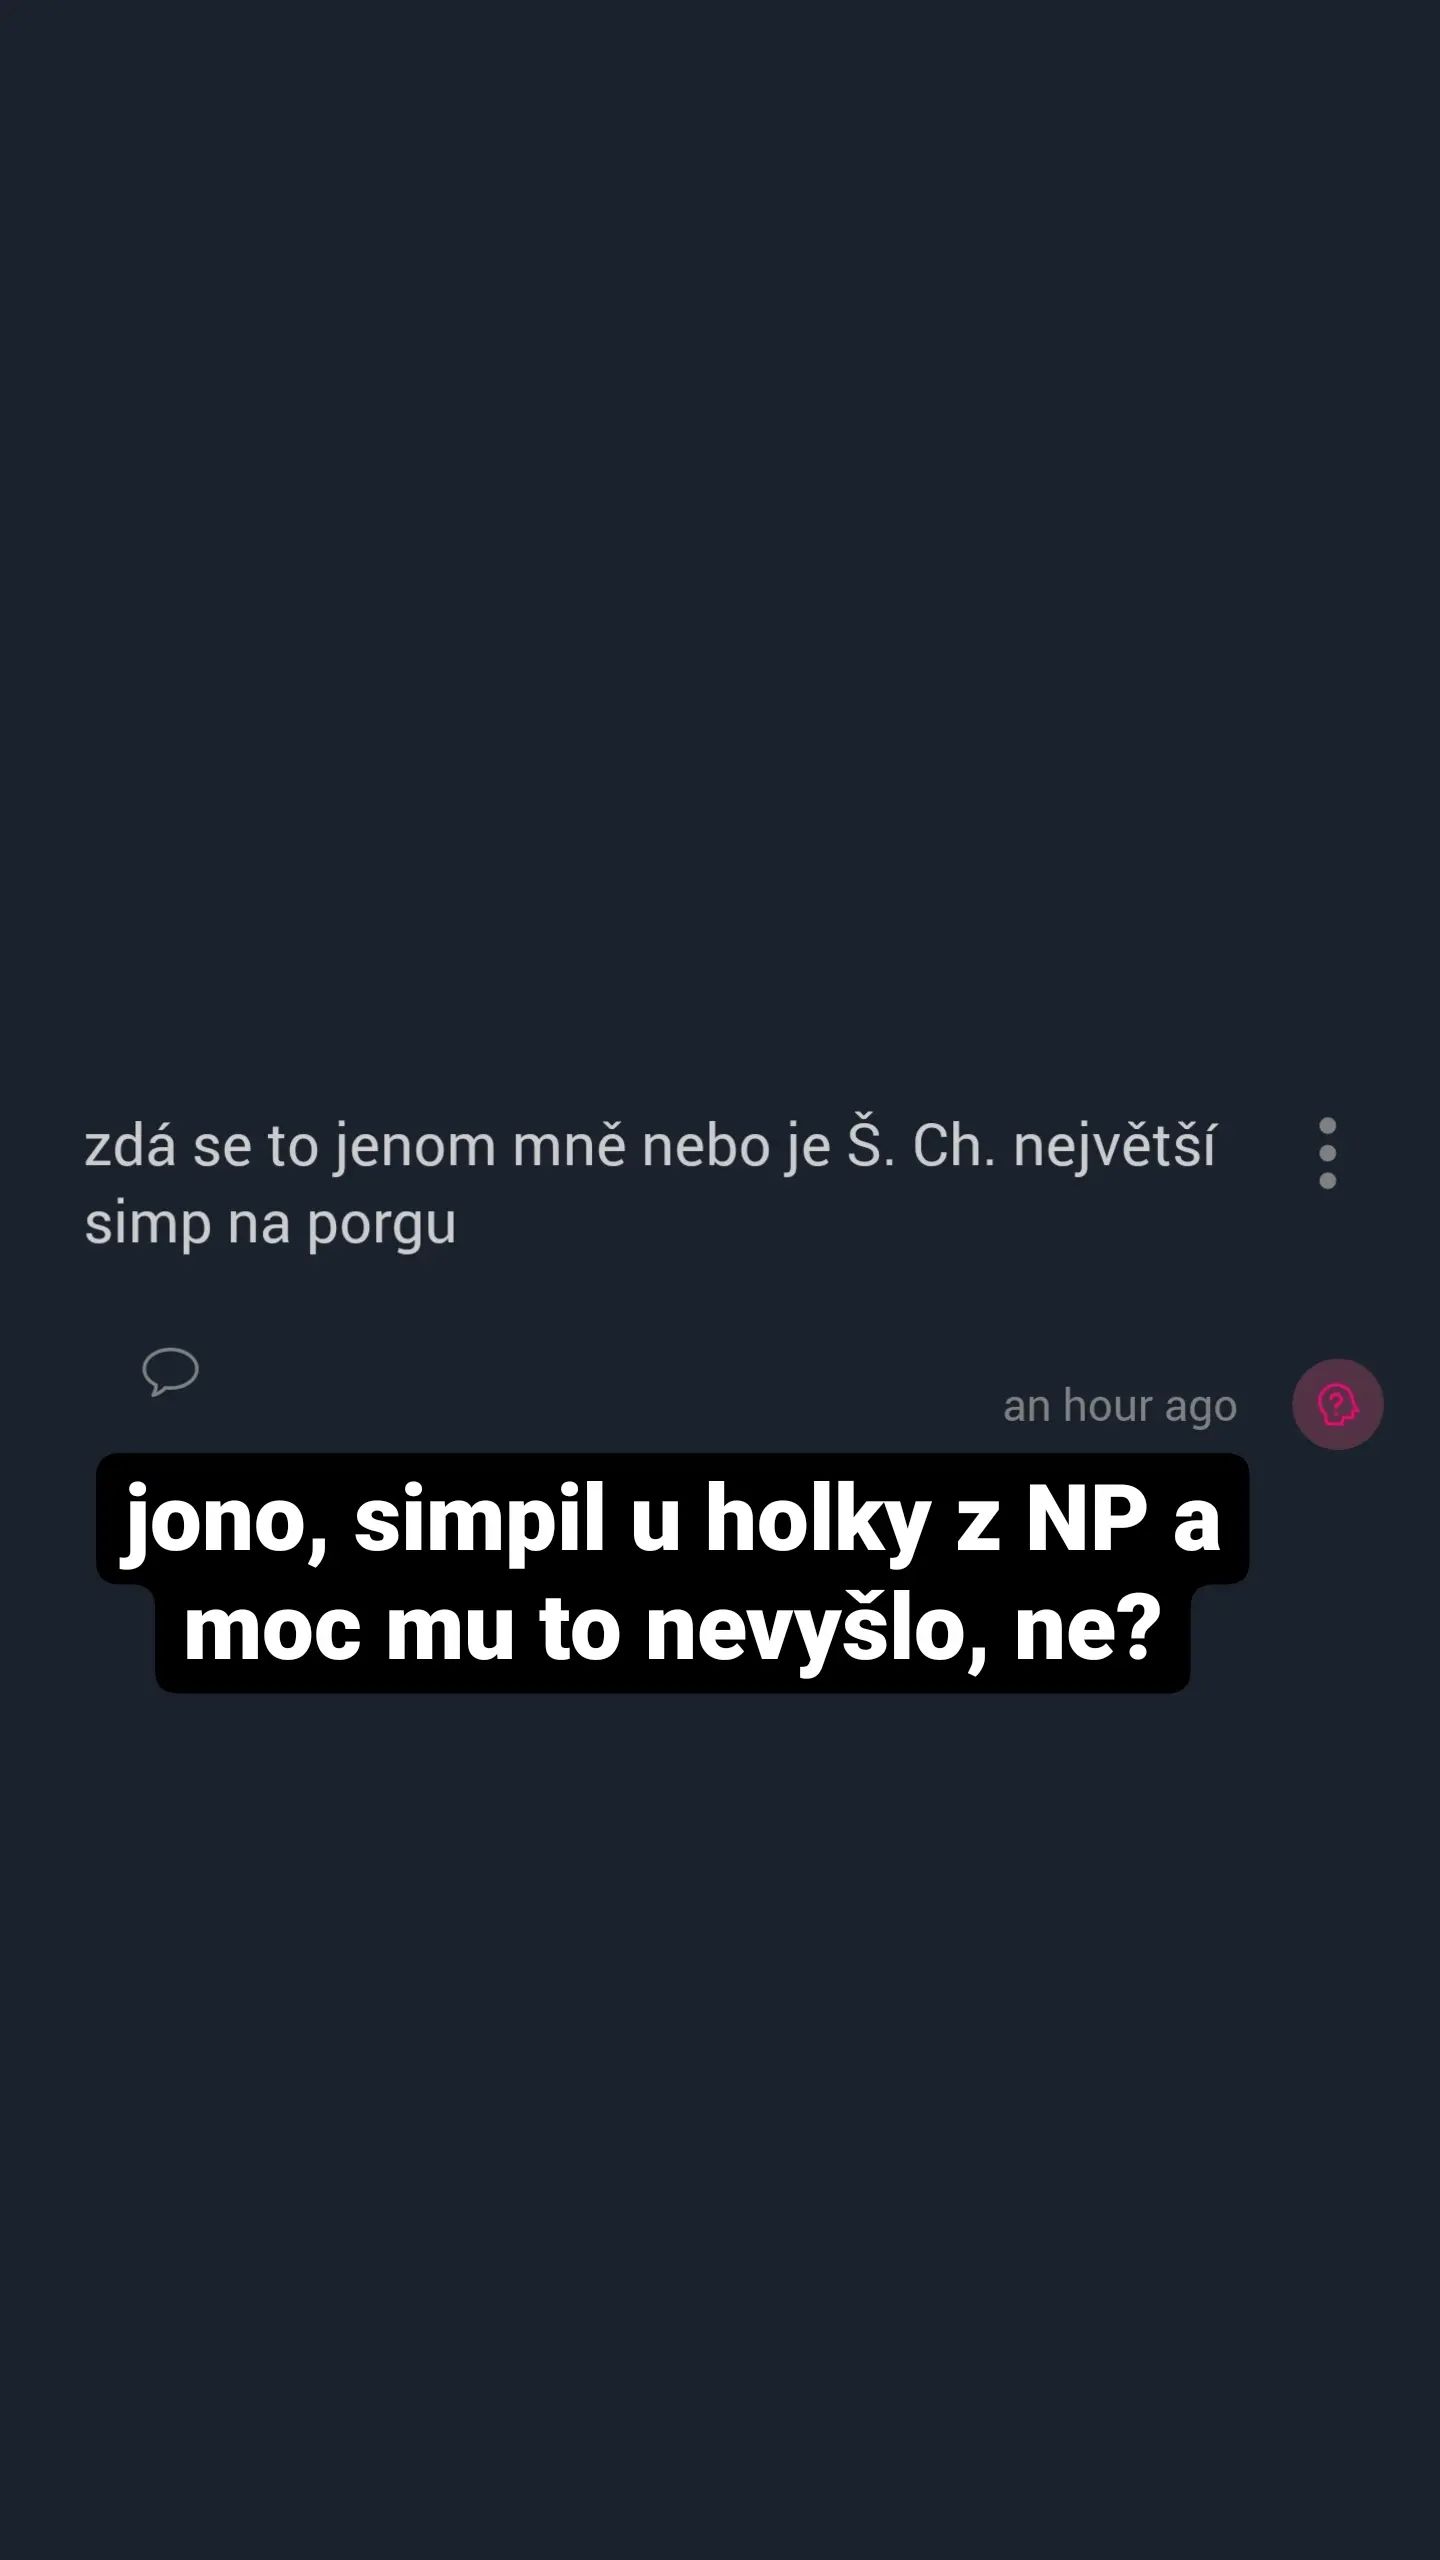 zdá se to jenom mně nebo je Š. Ch. největší
simp na porgu
an hour ago
jono, simpil u holky z NP a
moc mu to nevyšlo, ne?